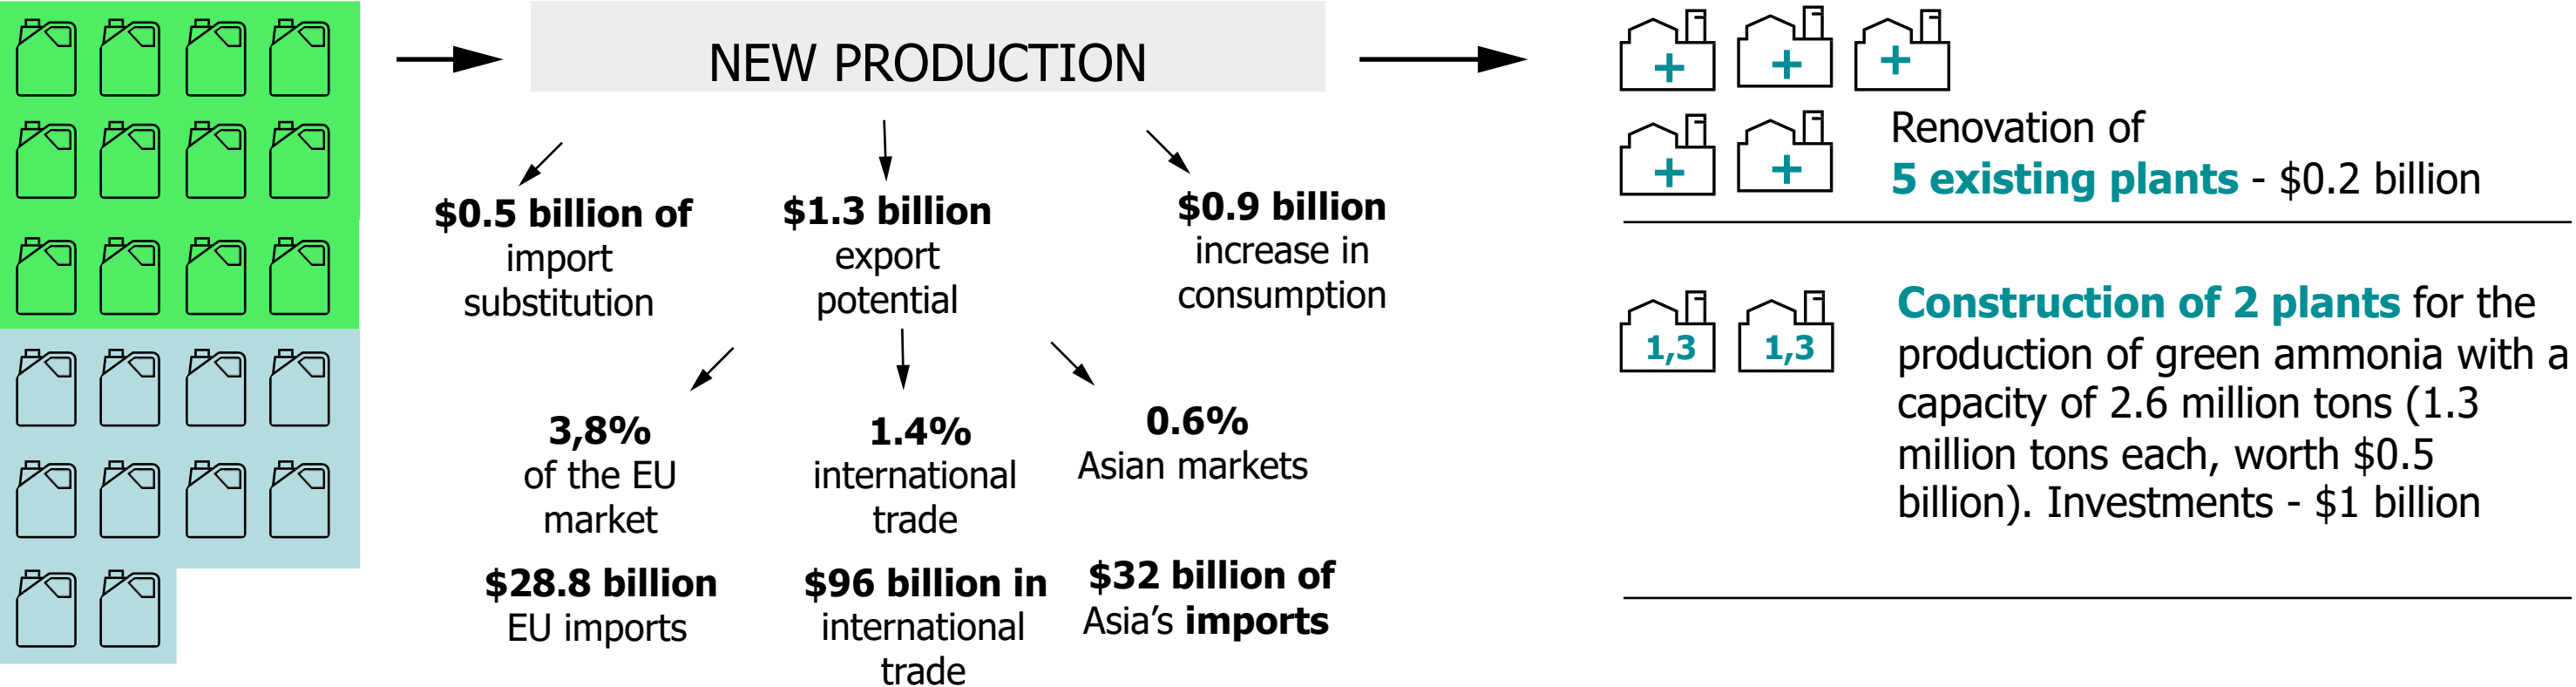 NEW PRODUCTION
$0.5 billion of
import
substitution
$1.3 billion
export
potential
$0.9 billion
increase in
consumption
3,8%
of the EU
market
1.4%
international
trade
0.6%
Asian markets
$28.8 billion
EU imports
$96 billion in
international
trade
$32 billion of
Asia's imports
+
+
+
+
+
Renovation of
5 existing plants - $0.2 billion
1,3
1,3
Construction of 2 plants for the
production of green ammonia with a
capacity of 2.6 million tons (1.3
million tons each, worth $0.5
billion). Investments - $1 billion